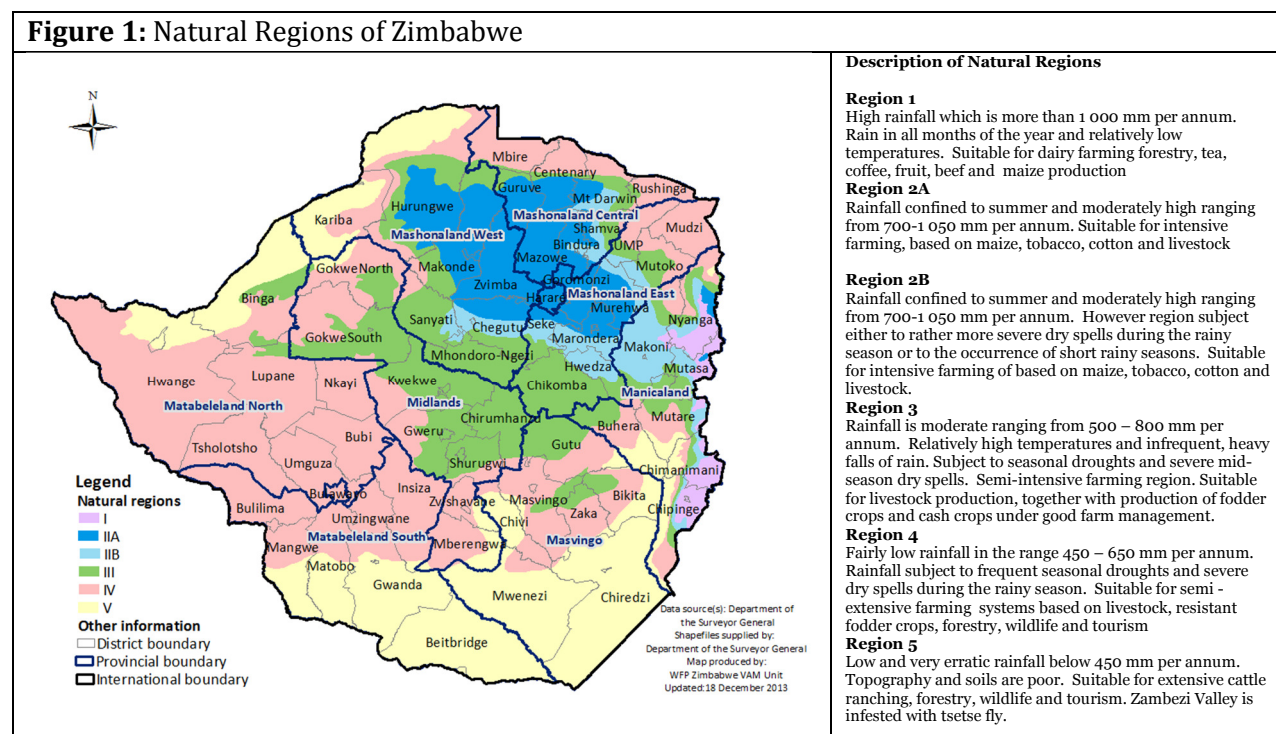 Figure 1: Natural Regions of Zimbabwe
N
Mbire
Centenary
Guruve
Rushinga
Mt Darwin
Hurungwe
Mashonaland Central
Kariba
Shamva
Mudzi
Mashonaland West
Bindura
UMP
Mazowe
Mutoko
GokweNorth
Makonde
Goromonzi
Zvimba
Mashonaland East
Binga
Harare
Murehwa
Sanyati
Nyanga
Chegutu
Seke
GokweSouth
Marondera
Makoni
Mhondoro-Ngezi
Hwedza
Mutasa
Lupane
Hwange
Nkayi
Kwekwe
Chikomba
Matabeleland North
Midlands
Manicaland
Chirumhanzu
Mutare
Gweru
Buhera
Bubi
Gutu
Tsholotsho
Umguza
Shurugwi
Chimanimani
Bulawayo
Insiza
Zvishavane
Masvingo
Bikita
Bulilima
Umzingwane
Chivi
Zaka
Chipinge
Matabeleland South
Masvingo
Mangwe
Mberengwa
Matobo
Gwanda
Mwenezi
Chiredzi
Beitbridge
Legend
Natural regions
I
IIA
IIB
III
IV
V
Other information
District boundary
Provincial boundary
International boundary
Data source(s): Department of
the Surveyor General
Shapefiles supplied by:
Department of the Surveyor General
Map produced by:
WFP Zimbabwe VAM Unit
Updated:18 December 2013
Description of Natural Regions
Region 1
High rainfall which is more than 1 000 mm per annum.
Rain in all months of the year and relatively low
temperatures. Suitable for dairy farming forestry, tea,
coffee, fruit, beef and maize production
Region 2A
Rainfall confined to summer and moderately high ranging
from 700-1 050 mm per annum. Suitable for intensive
farming, based on maize, tobacco, cotton and livestock
Region 2B
Rainfall confined to summer and moderately high ranging
from 700-1 050 mm per annum. However region subject
either to rather more severe dry spells during the rainy
season or to the occurrence of short rainy seasons. Suitable
for intensive farming of based on maize, tobacco, cotton and
livestock.
Region 3
Rainfall is moderate ranging from 500 – 800 mm per
annum. Relatively high temperatures and infrequent, heavy
falls of rain. Subject to seasonal droughts and severe mid-
season dry spells. Semi-intensive farming region. Suitable
for livestock production, together with production of fodder
crops and cash crops under good farm management.
Region 4
Fairly low rainfall in the range 450 – 650 mm per annum.
Rainfall subject to frequent seasonal droughts and severe
dry spells during the rainy season. Suitable for semi -
extensive farming systems based on livestock, resistant
fodder crops, forestry, wildlife and tourism
Region 5
Low and very erratic rainfall below 450 mm per annum.
Topography and soils are poor. Suitable for extensive cattle
ranching, forestry, wildlife and tourism. Zambezi Valley is
infested with tsetse fly.